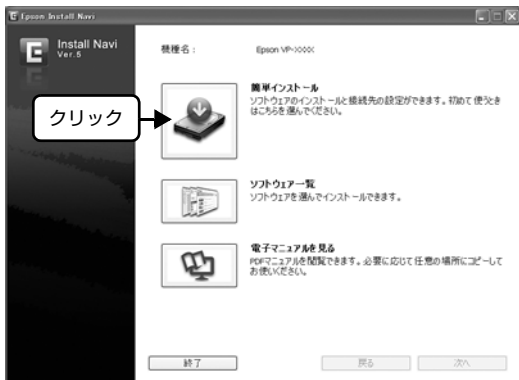 Epson Install Navi
Install Navi
Ver.5
機種名：
Epson VP-XXXX
簡単インストール
ソフトウェアのインストールと接続先の設定ができます。初めて使うとき
はこちらを選んでください。
クリック
ソフトウェア一覧
ソフトウェアを選んでインストールできます。
電子マニュアルを見る
PDFマニュアルを閲覧できます。必要に応じて任意の場所にコピーして
お使いください。
終了
戻る
次へ